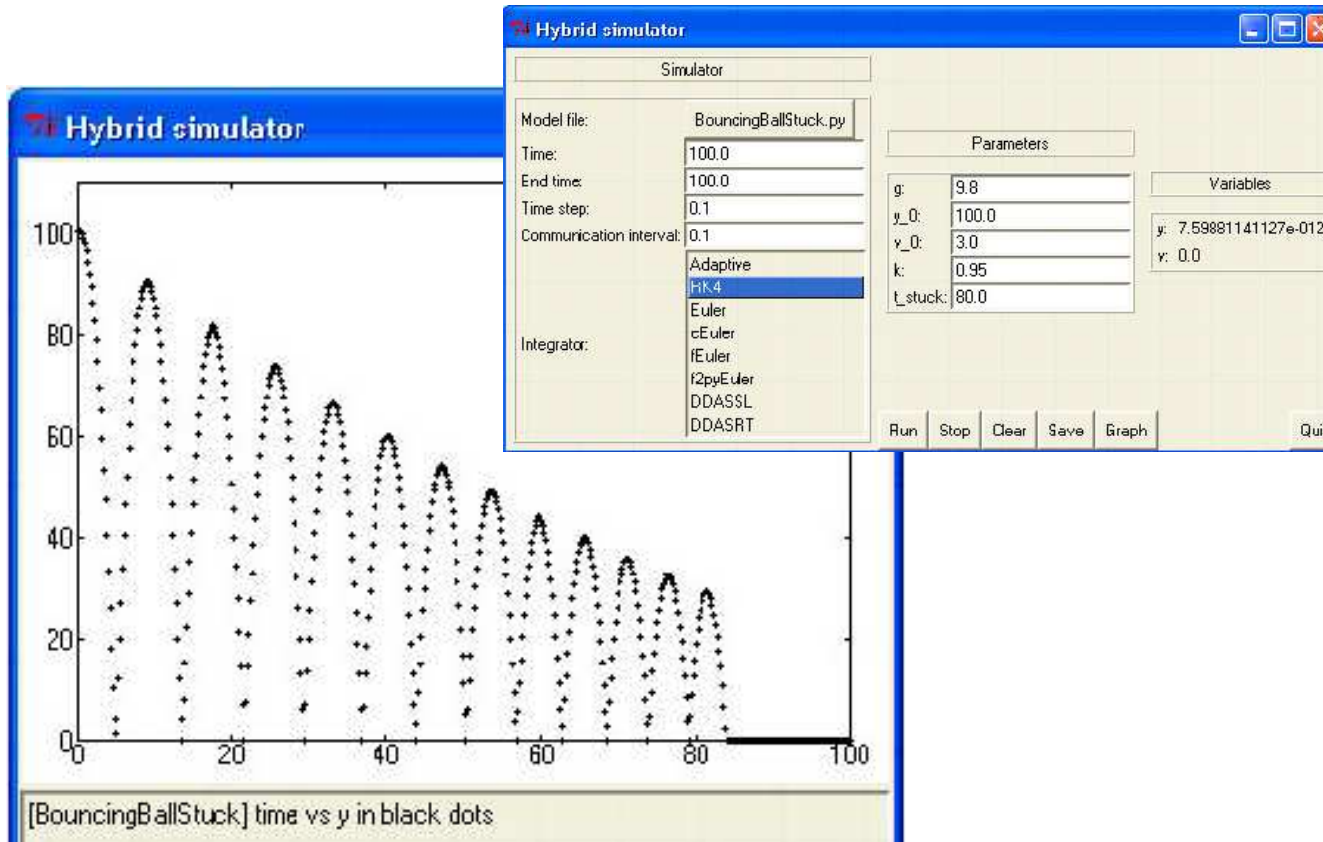 Hybrid simulator
Simulator
Model file: BouncingBallStuck.py
Time: 100.0
End time: 100.0
Time step: 0.1
Communication interval: 0.1
Adaptive
RK4
Euler
cEuler
Integrator:
fEuler
f2pyEuler
DDASSL
DDASRT
Parameters
g: 9.8
y_0: 100.0
v_0: 3.0
k: 0.95
t_stuck: 80.0
Variables
y: 7.59881141127e-012
v: 0.0
Run Stop Clear Save Graph Qui
Hybrid simulator
100
80
60
40
20
0
0 20 40 60 80 100
[BouncingBallStuck] time vs y in black dots